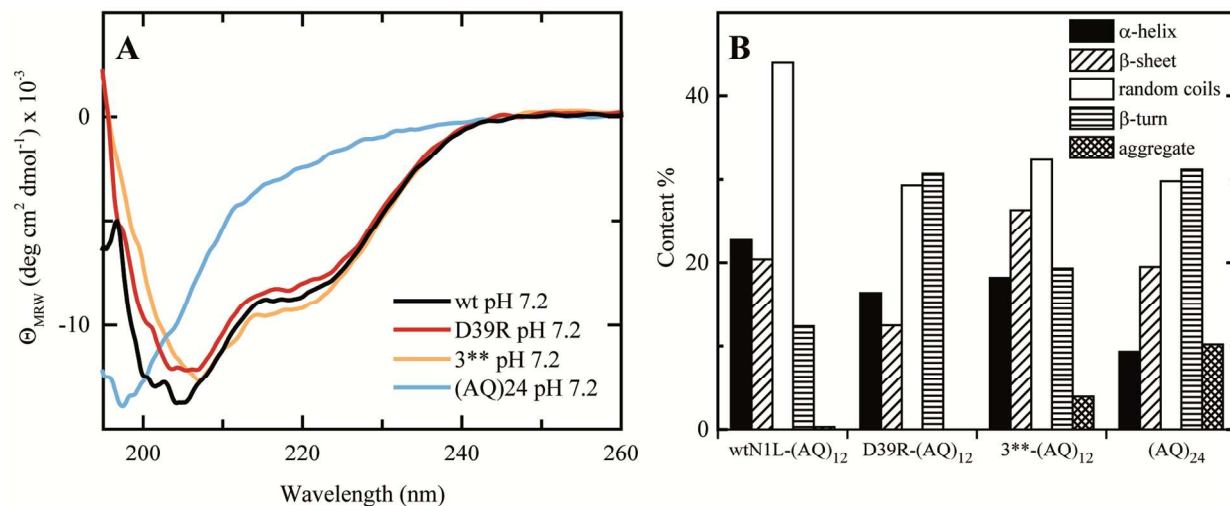 A
0
-10
Θ_MRW (deg cm² dmol⁻¹) x 10⁻³
wt pH 7.2
D39R pH 7.2
3** pH 7.2
(AQ)24 pH 7.2
200 220 240 260
Wavelength (nm)
B
α-helix
β-sheet
random coils
β-turn
aggregate
40
20
0
Content %
wtN1L-(AQ)₁₂ D39R-(AQ)₁₂ 3**-(AQ)₁₂ (AQ)₂₄